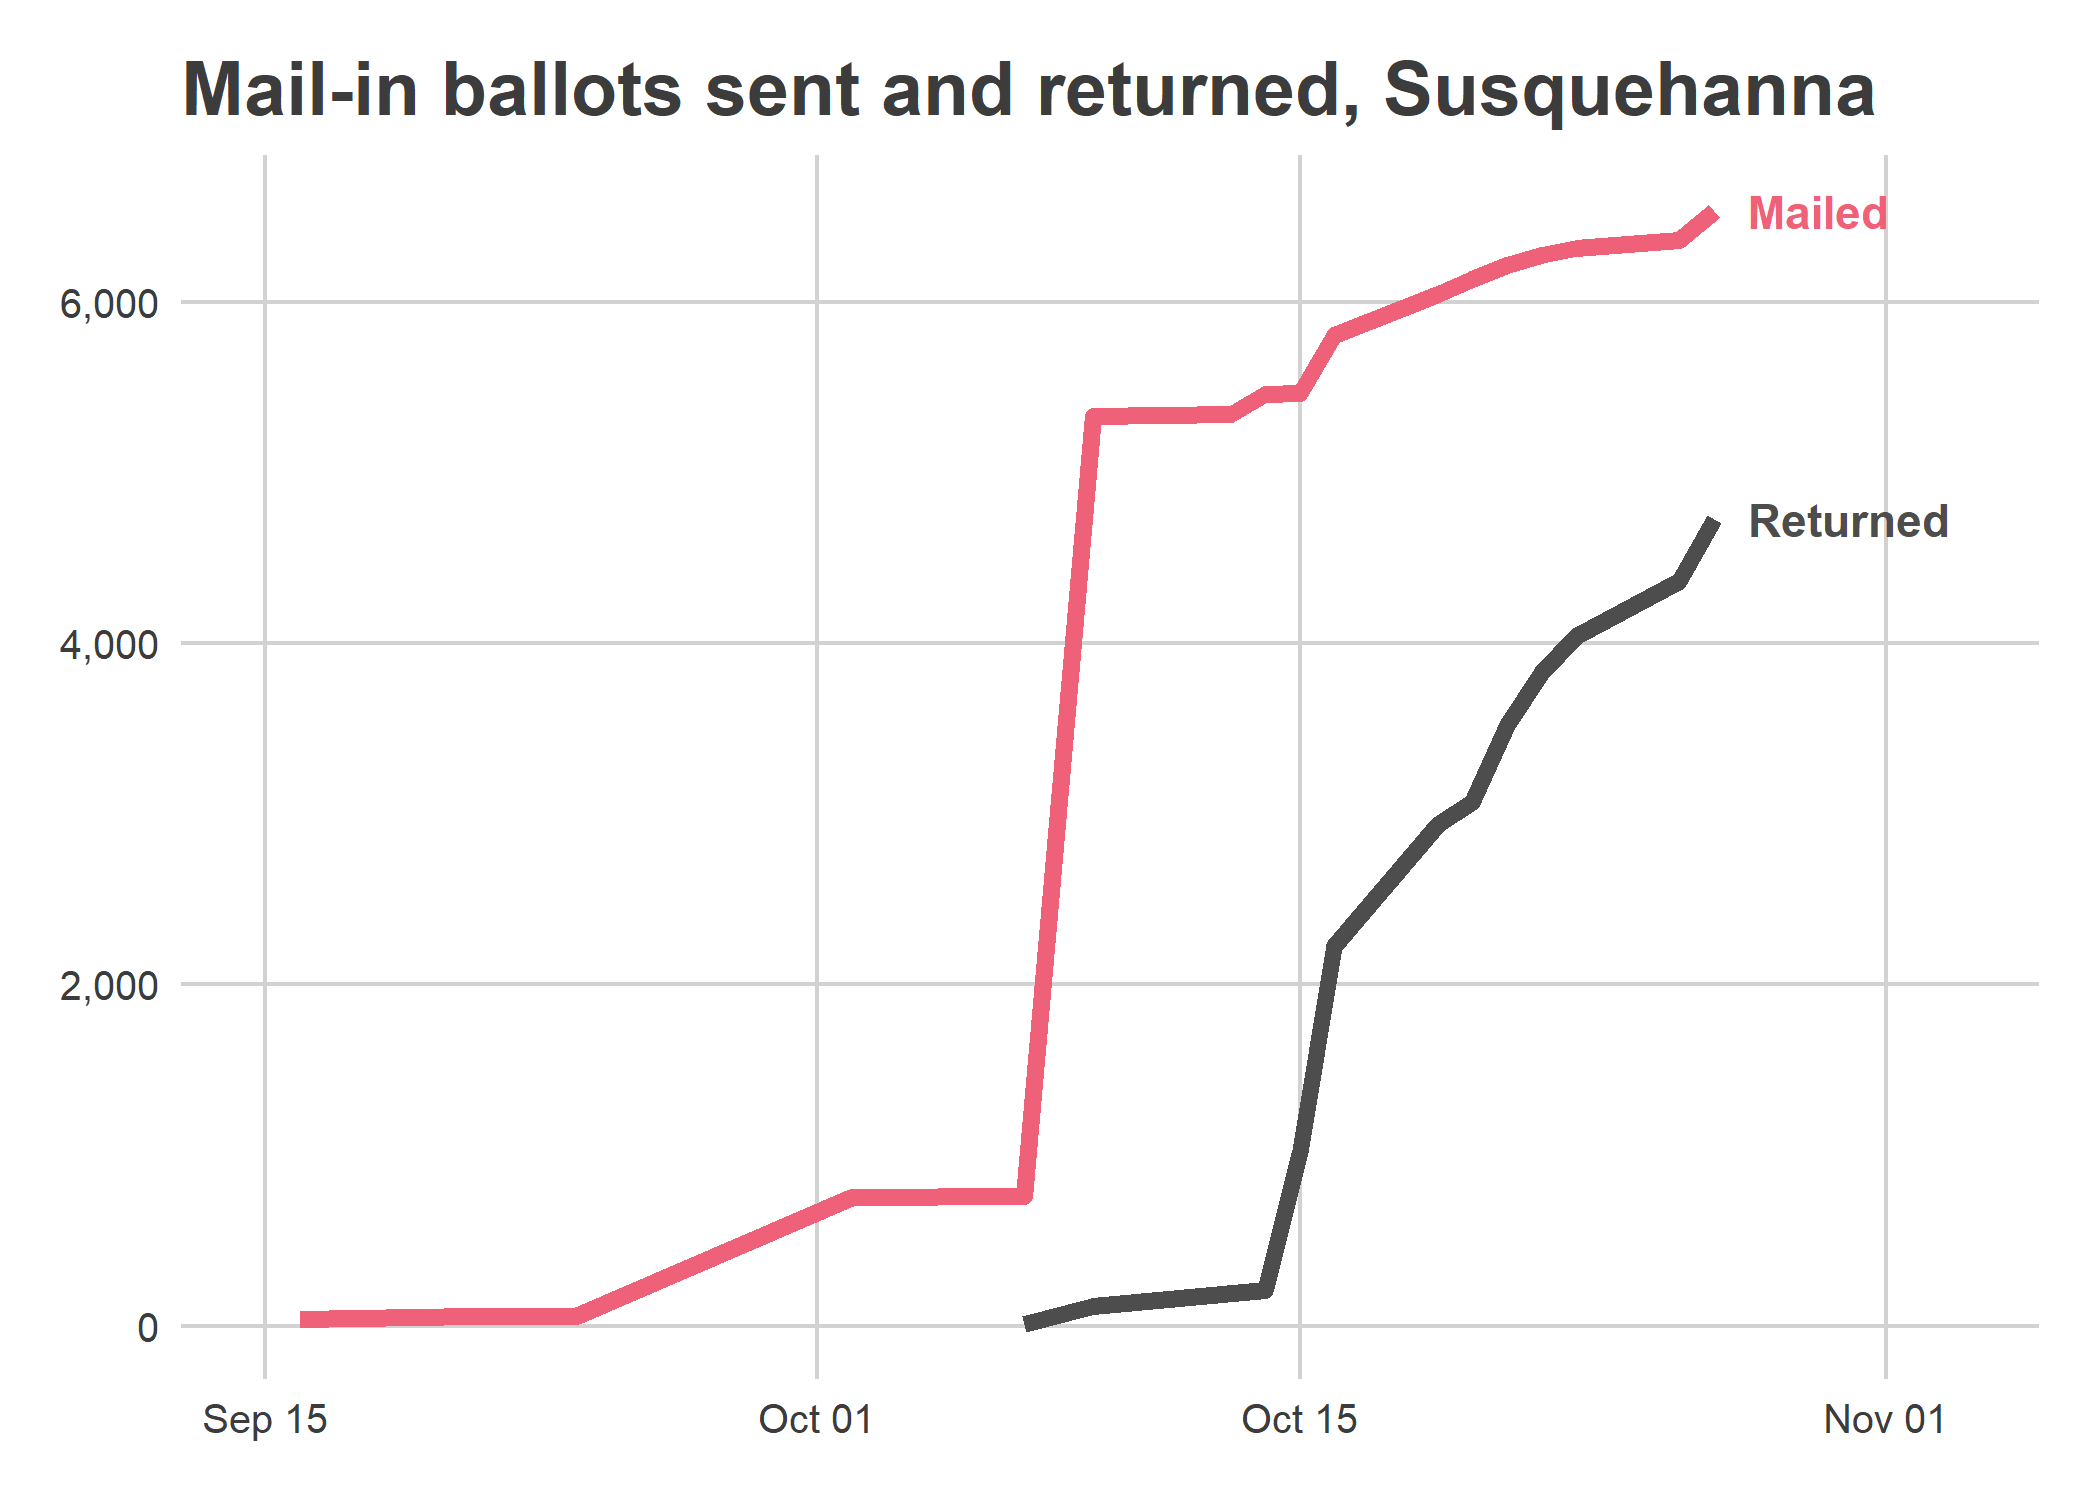 Mail-in ballots sent and returned, Susquehanna
Mailed
6,000
Returned
4,000
2,000
0
Sep 15
Oct 01
Oct 15
Nov 01